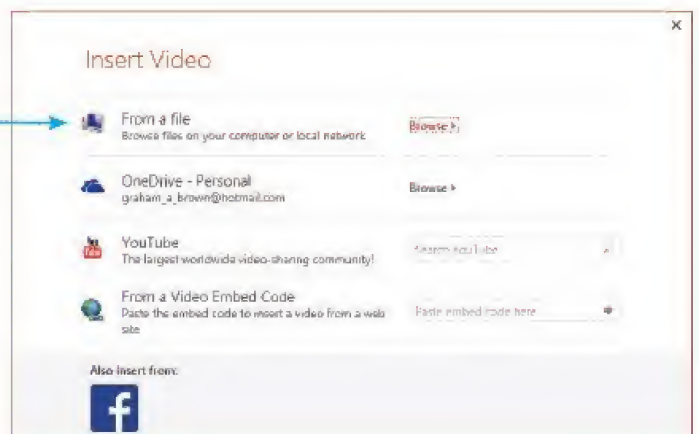 Insert Video
From a file
Browse files on your computer or local network
Browse
OneDrive - Personal
graham_a_brown@hotmail.com
Browse
YouTube
The largest worldwide video-sharing community!
Search YouTube
From a Video Embed Code
Paste the embed code to insert a video from a web
site
Paste embed code here
Also insert from: